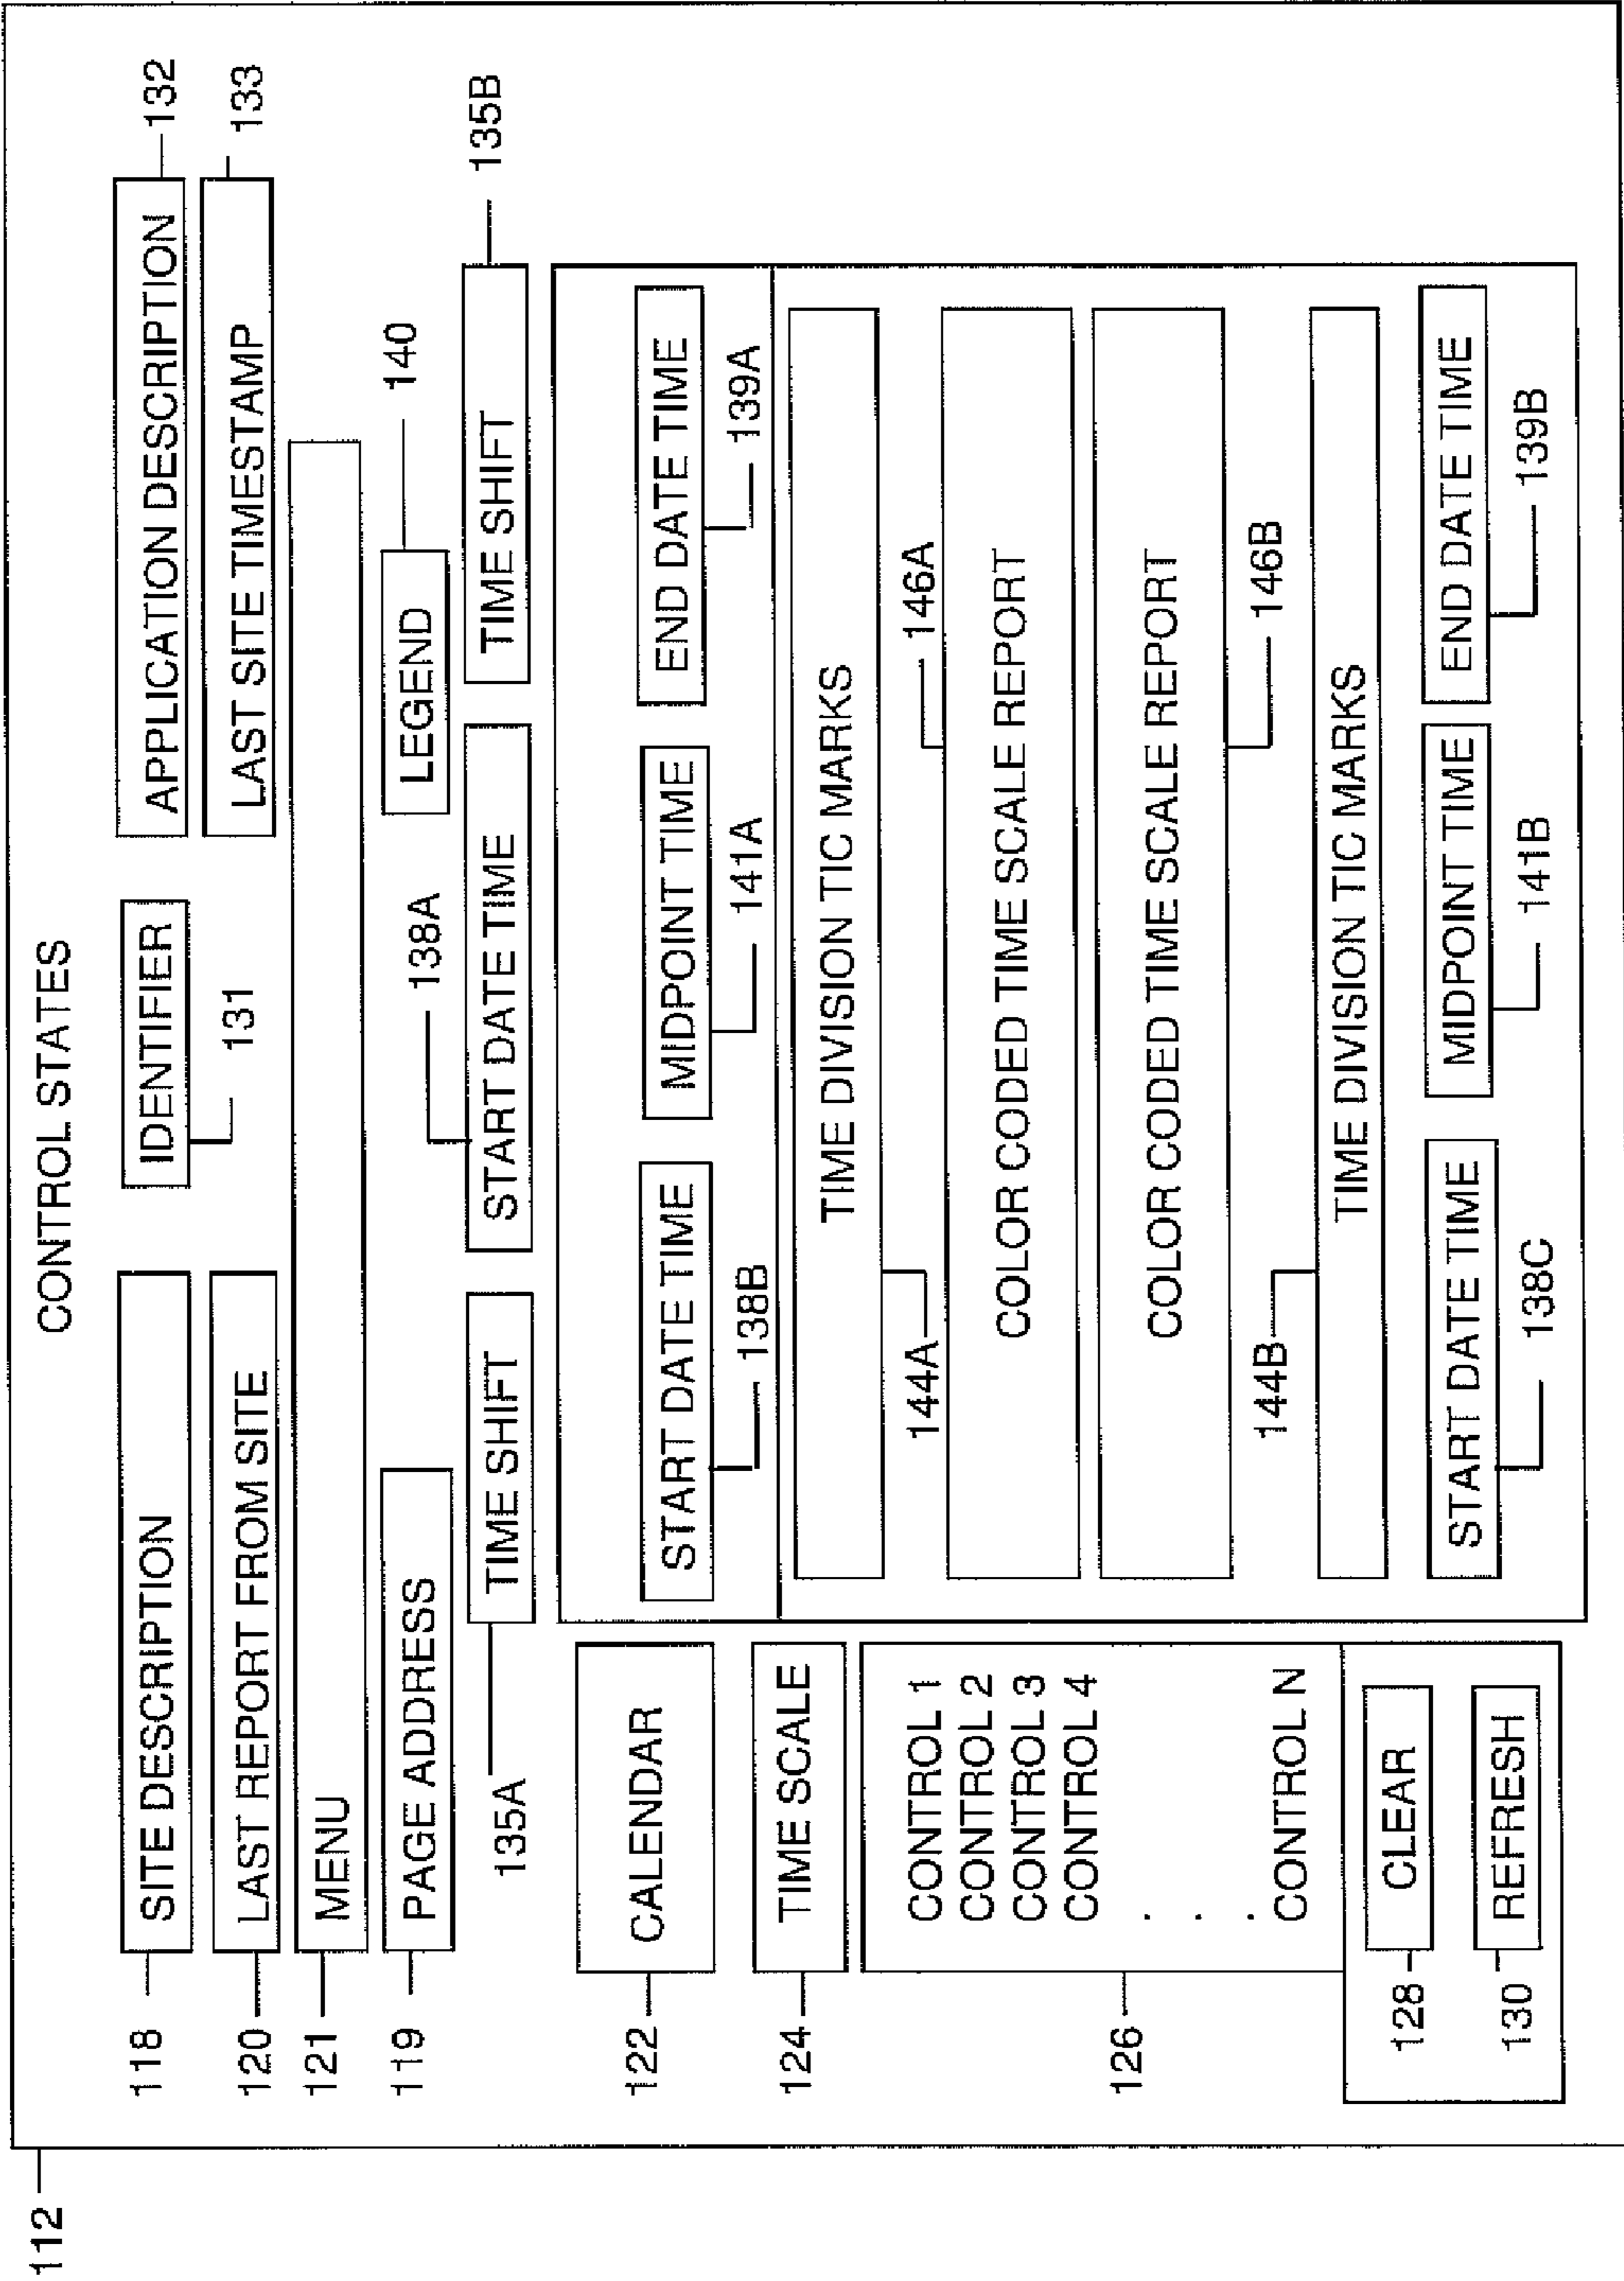 112
CONTROL STATES
118 SITE DESCRIPTION
IDENTIFIER
131
APPLICATION DESCRIPTION 132
120 LAST REPORT FROM SITE
LAST SITE TIMESTAMP 133
121 MENU
119 PAGE ADDRESS
138A
LEGEND 140
135A
TIME SHIFT
START DATE TIME
TIME SHIFT 135B
122 CALENDAR
124 TIME SCALE
126
CONTROL 1
CONTROL 2
CONTROL 3
CONTROL 4
. . .
CONTROL N
128 CLEAR
130 REFRESH
START DATE TIME
138B
MIDPOINT TIME
141A
END DATE TIME
139A
TIME DIVISION TIC MARKS
144A
146A
COLOR CODED TIME SCALE REPORT
COLOR CODED TIME SCALE REPORT
144B
146B
TIME DIVISION TIC MARKS
START DATE TIME
138C
MIDPOINT TIME
141B
END DATE TIME
139B